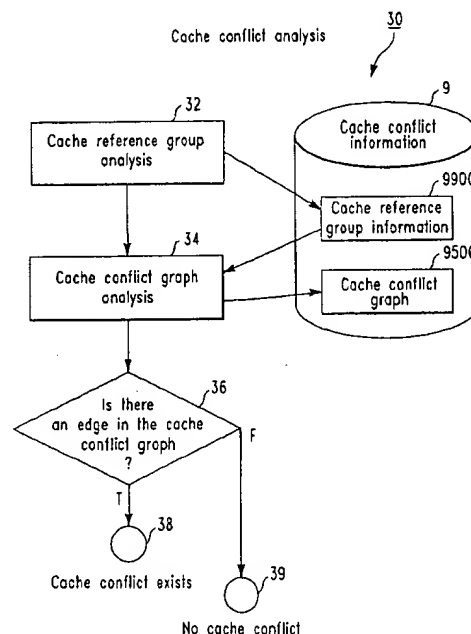 Cache conflict analysis
30
32
9
Cache reference group
analysis
Cache conflict
information
9900
Cache reference
group information
34
9506
Cache conflict graph
analysis
Cache conflict
graph
36
Is there
an edge in the cache
conflict graph
?
F
T
38
Cache conflict exists
39
No cache conflict